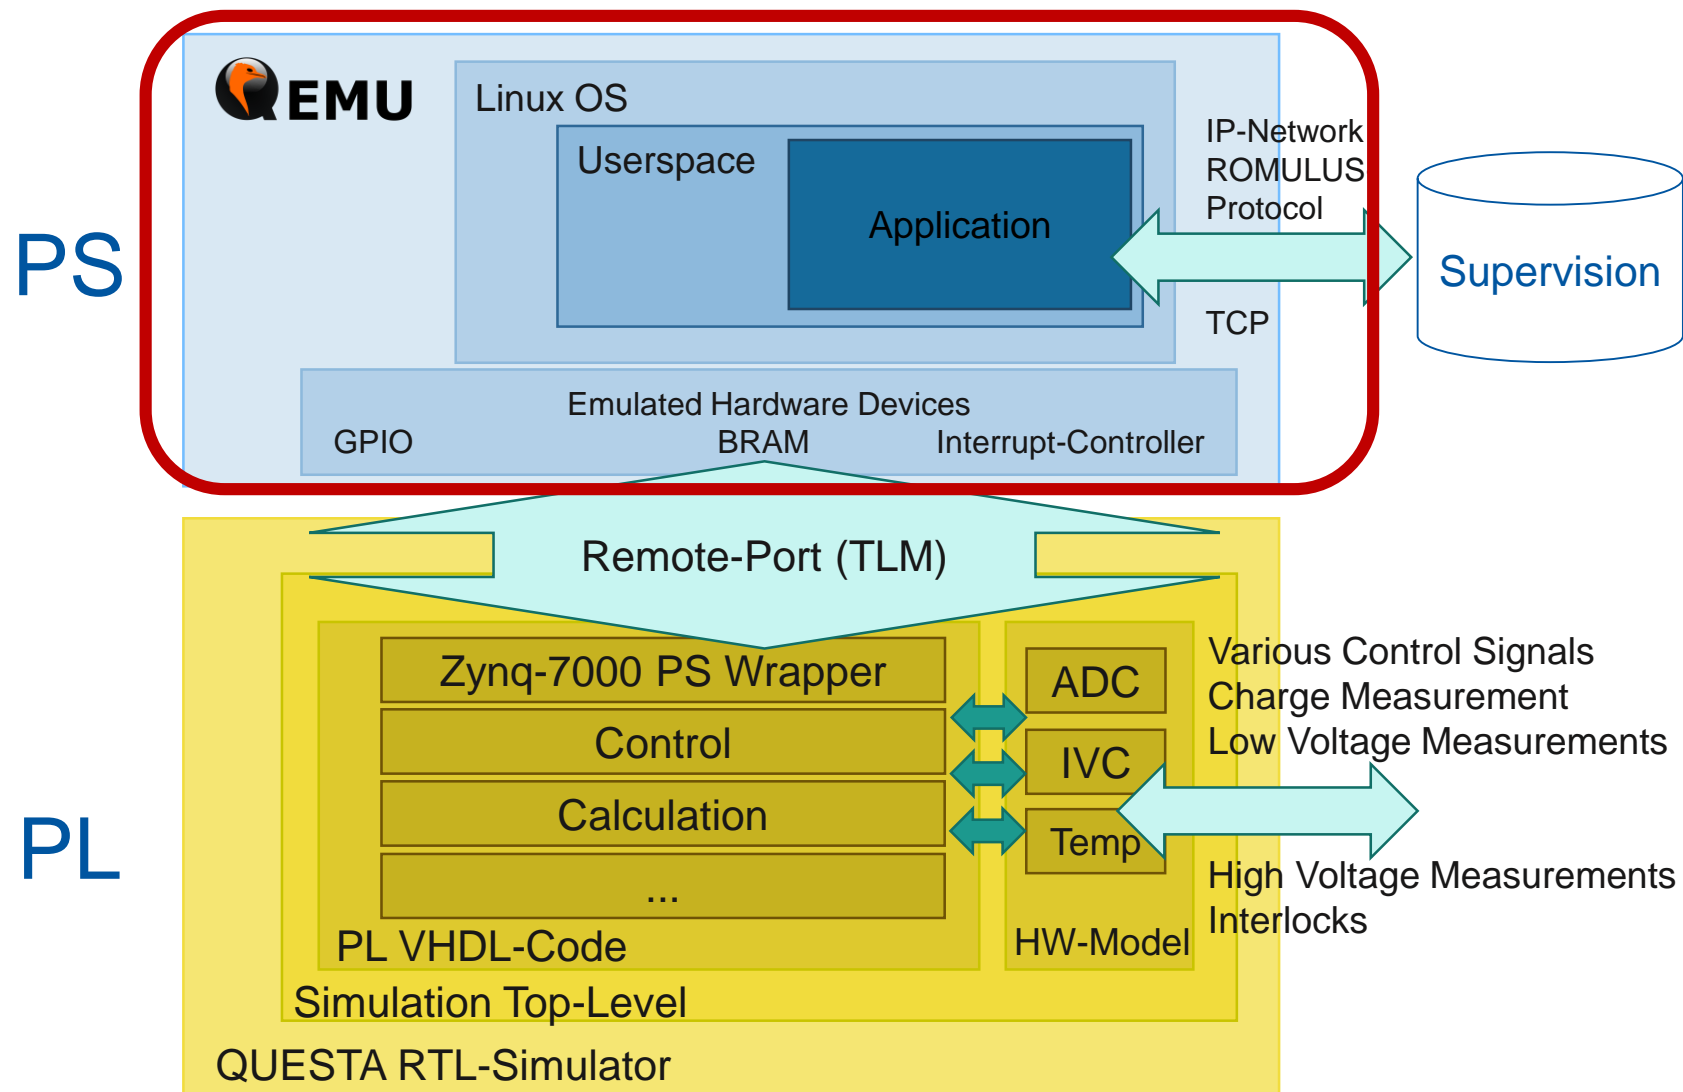 QEMU
Linux OS
Userspace
Application
IP-Network
ROMULUS
Protocol
TCP
Supervision
PS
Emulated Hardware Devices
GPIO
BRAM
Interrupt-Controller
Remote-Port (TLM)
Zynq-7000 PS Wrapper
Control
Calculation
...
PL VHDL-Code
ADC
IVC
Temp
HW-Model
Various Control Signals
Charge Measurement
Low Voltage Measurements
High Voltage Measurements
Interlocks
PL
Simulation Top-Level
QUESTA RTL-Simulator